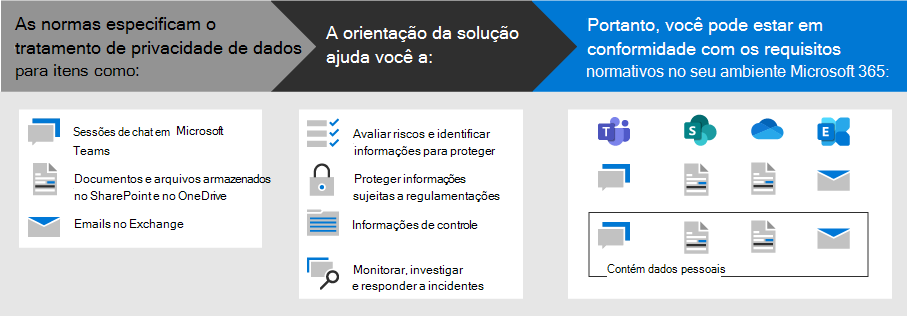 As normas especificam o
tratamento de privacidade de dados
para itens como:
A orientação da solução
ajuda você a:
Portanto, você pode estar em
conformidade com os requisitos
normativos no seu ambiente Microsoft 365:
Sessões de chat em Microsoft
Teams
Documentos e arquivos armazenados
no SharePoint e no OneDrive
Emails no Exchange
Avaliar riscos e identificar
informações para proteger
Proteger informações
sujeitas a regulamentações
Informações de controle
Monitorar, investigar
e responder a incidentes
T
S
E
Contém dados pessoais